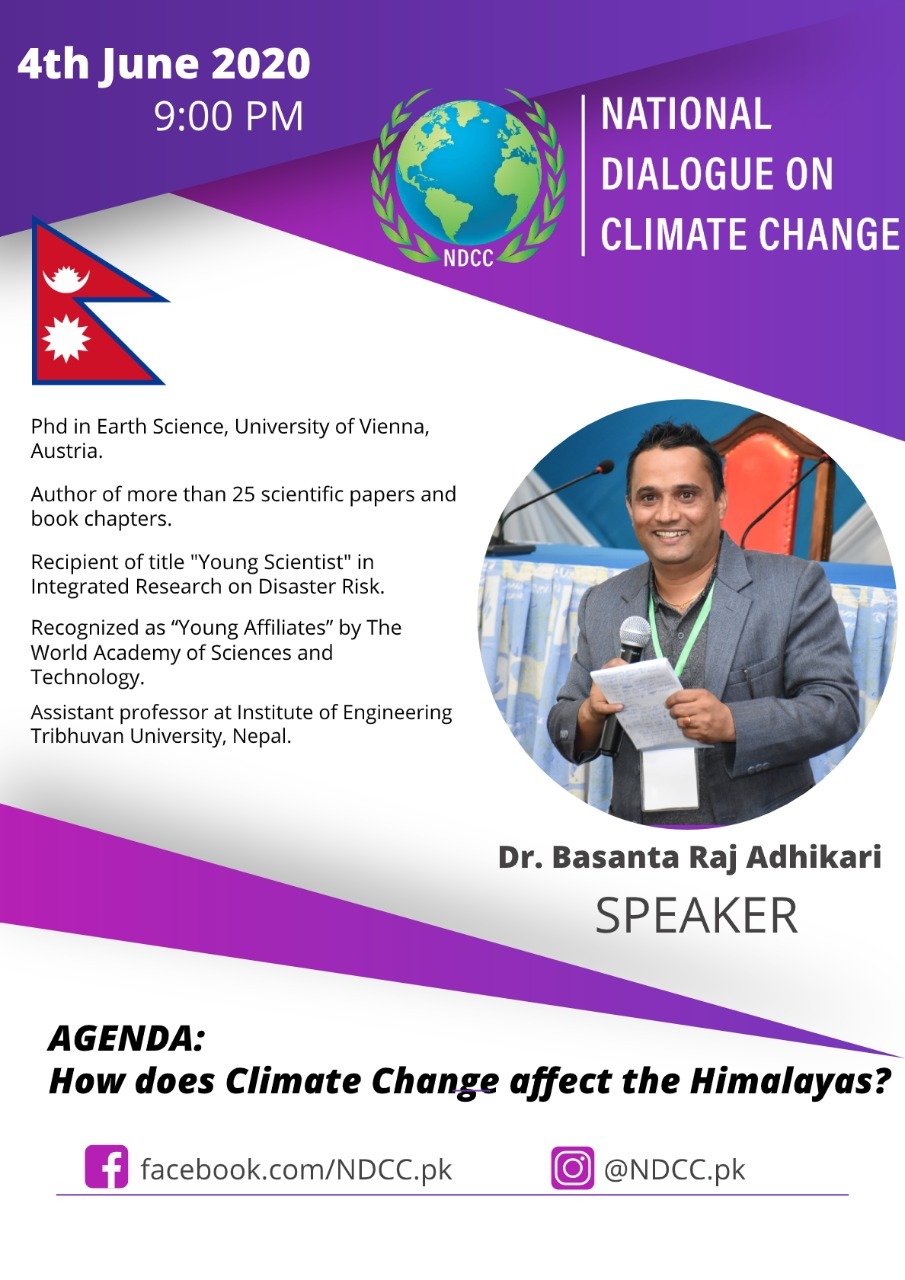 4th June 2020
9:00 PM
NATIONAL
DIALOGUE ON
CLIMATE CHANGE
NDCC
Phd in Earth Science, University of Vienna,
Austria.
Author of more than 25 scientific papers and
book chapters.
Recipient of title "Young Scientist" in
Integrated Research on Disaster Risk.
Recognized as “Young Affiliates” by The
World Academy of Sciences and
Technology.
Assistant professor at Institute of Engineering
Tribhuvan University, Nepal.
Dr. Basanta Raj Adhikari
SPEAKER
AGENDA:
How does Climate Change affect the Himalayas?
facebook.com/NDCC.pk
@NDCC.pk